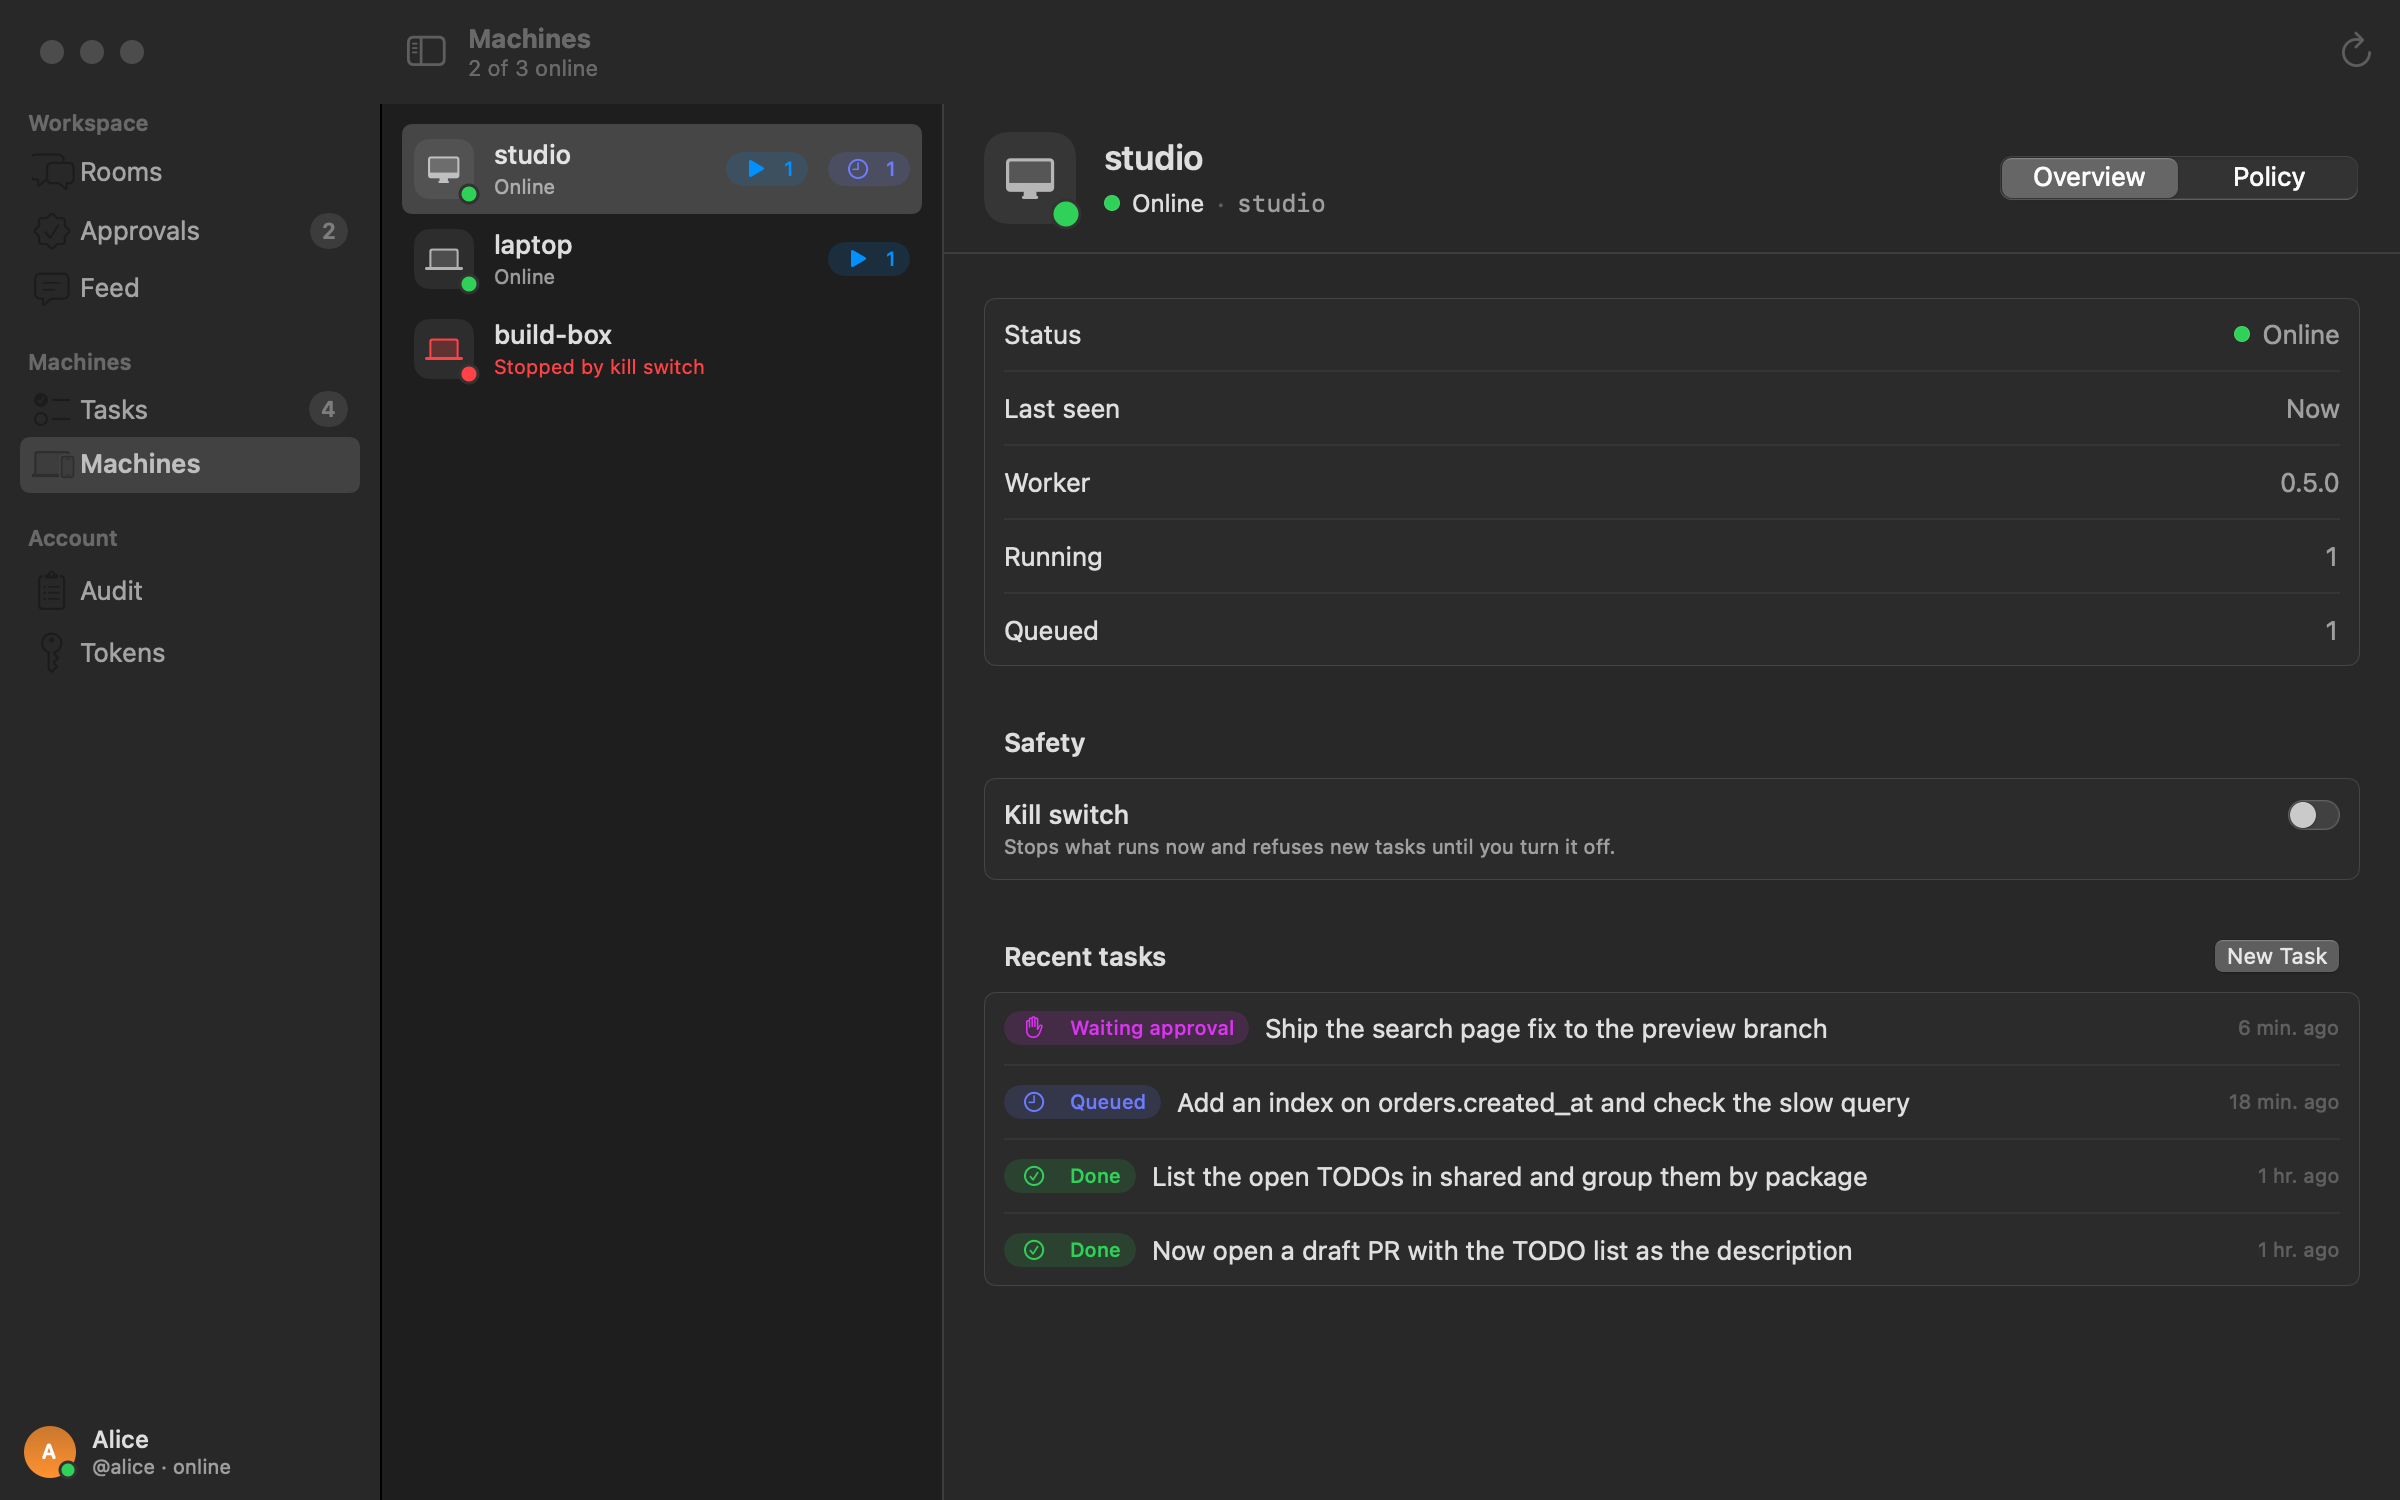 Machines
2 of 3 online
Workspace
Rooms
Approvals 2
Feed
Machines
Tasks 4
Machines
Account
Audit
Tokens
Alice
A
@alice · online
studio
Online
1 1
laptop
Online
1
build-box
Stopped by kill switch
studio
Online · studio
Overview Policy
Status Online
Last seen Now
Worker 0.5.0
Running 1
Queued 1
Safety
Kill switch
Stops what runs now and refuses new tasks until you turn it off.
Recent tasks New Task
Waiting approval Ship the search page fix to the preview branch 6 min. ago
Queued Add an index on orders.created_at and check the slow query 18 min. ago
Done List the open TODOs in shared and group them by package 1 hr. ago
Done Now open a draft PR with the TODO list as the description 1 hr. ago